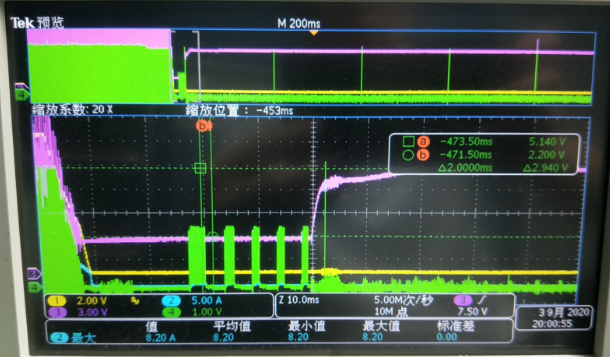 Tek 预览 M 200ms
缩放系数: 20 X 缩放位置: -453ms
b
a -473.50ms 5.140 V
b -471.50ms 2.200 V
△2.0000ms △2.940 V
3
4
1 2.00 V 2 5.00 A Z 10.0ms 5.00M次/秒 3
3 3.00 V 4 1.00 V 10M 点 7.50 V
值 平均值 最小值 最大值 标准差
2 最大 8.20 A 8.20 8.20 8.20 0.00
3 9月 2020
20:00:55